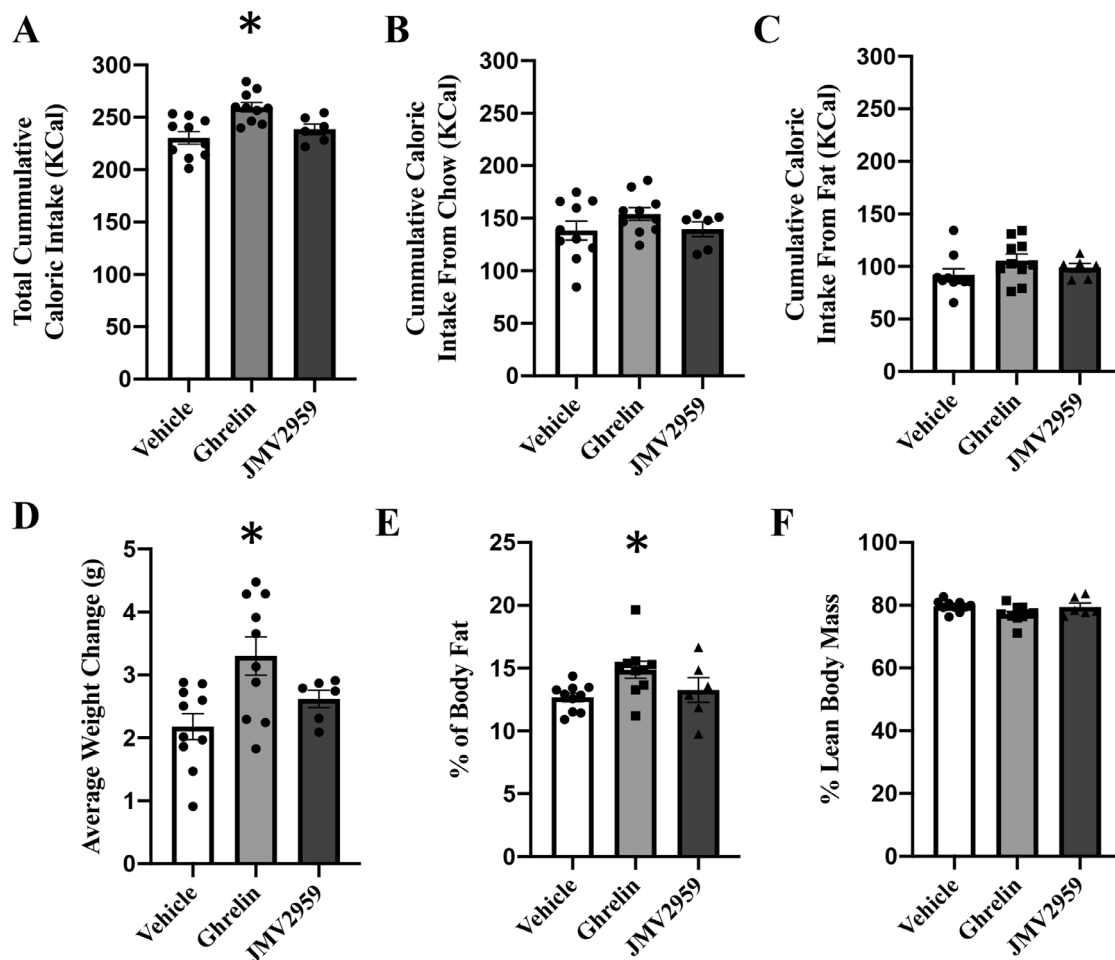 A
*
Total Cummulative
Caloric Intake (KCal)
300
250
200
150
100
50
0
Vehicle
Ghrelin
JMV2959
B
Cummulative Caloric
Intake From Chow (KCal)
300
250
200
150
100
50
0
Vehicle
Ghrelin
JMV2959
C
Cumulative Caloric
Intake From Fat (KCal)
300
250
200
150
100
50
0
Vehicle
Ghrelin
JMV2959
D
*
Average Weight Change (g)
5
4
3
2
1
0
Vehicle
Ghrelin
JMV2959
E
*
% of Body Fat
25
20
15
10
5
0
Vehicle
Ghrelin
JMV2959
F
% Lean Body Mass
100
80
60
40
20
0
Vehicle
Ghrelin
JMV2959